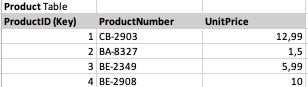 Product Table
ProductID (Key) ProductNumber UnitPrice
1 CB-2903 12,99
2 BA-8327 1,5
3 BE-2349 5,99
4 BE-2908 10